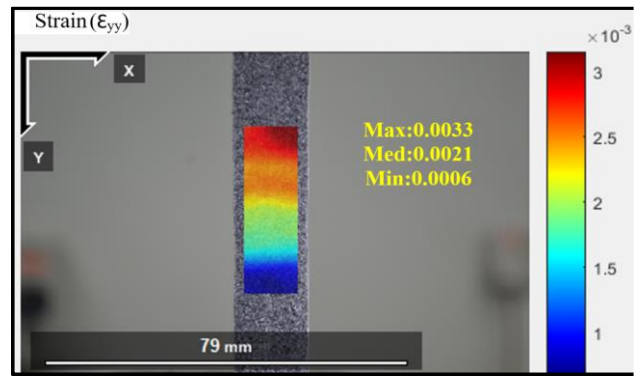 Strain (Ɛyy)
×10⁻³
X
Y
Max:0.0033
Med:0.0021
Min:0.0006
3
2.5
2
1.5
1
79 mm